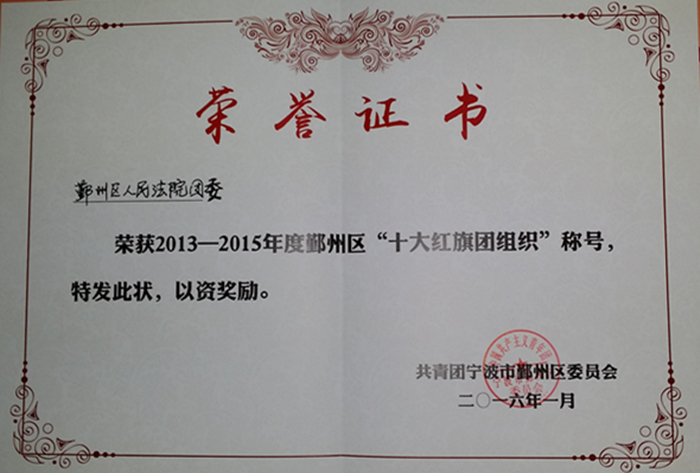 荣誉证书
鄞州区人民法院团委
荣获2013—2015年度鄞州区“十大红旗团组织”称号，
特发此状，以资奖励。
共青团宁波市鄞州区委员会
二〇一六年一月